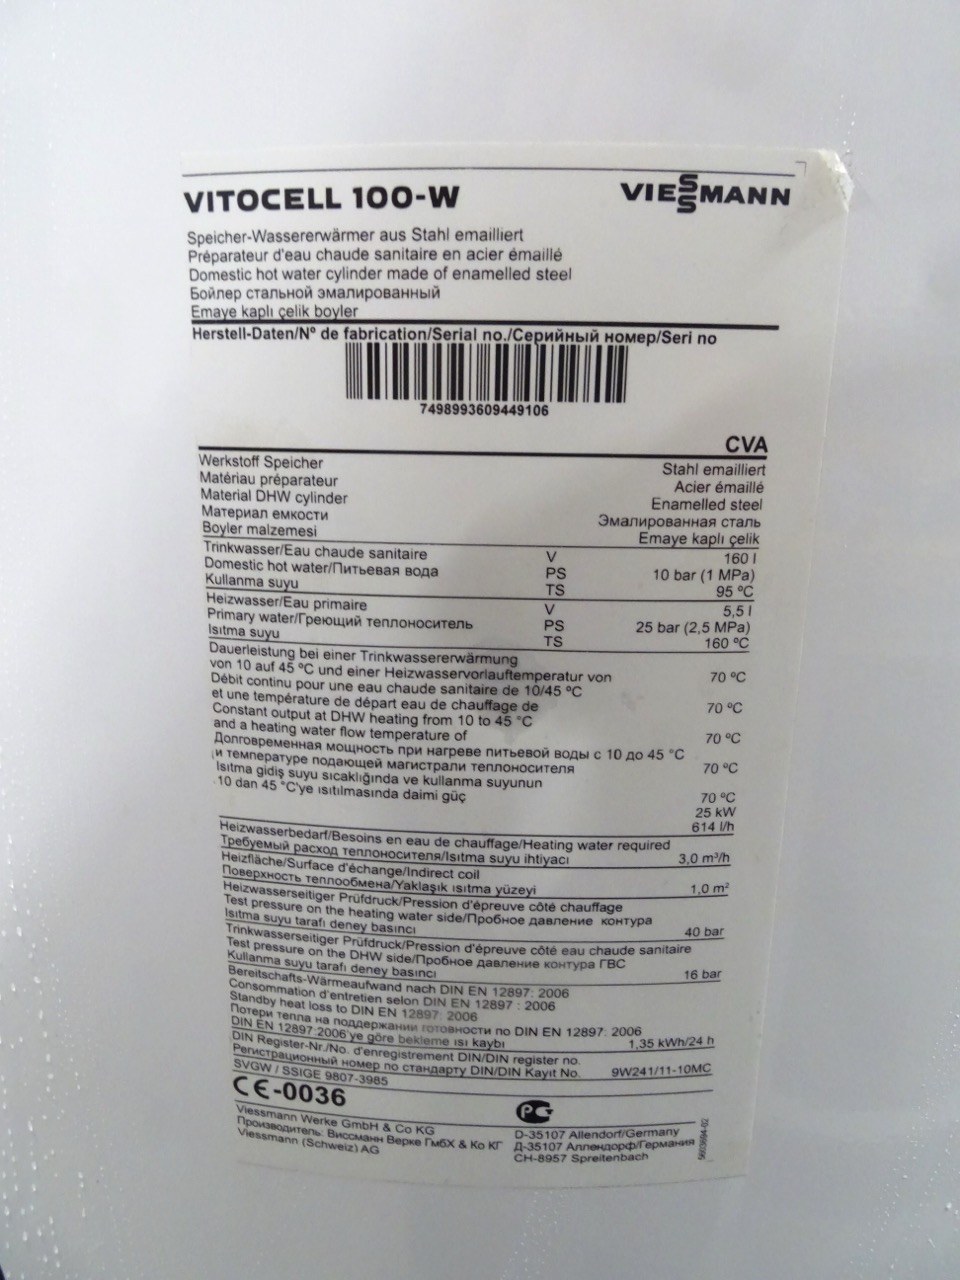 VITOCELL 100-W
VIESSMANN
Speicher-Wassererwärmer aus Stahl emailliert
Préparateur d'eau chaude sanitaire en acier émaillé
Domestic hot water cylinder made of enamelled steel
Бойлер стальной эмалированный
Emaye kaplı çelik boyler
Herstell-Daten/Nº de fabrication/Serial no./Серийный номер/Seri no
7498993609449106
CVA
Werkstoff Speicher Stahl emailliert
Matériau préparateur Acier émaillé
Material DHW cylinder Enamelled steel
Материал емкости Эмалированная сталь
Boyler malzemesi Emaye kaplı çelik
Trinkwasser/Eau chaude sanitaire V 160 l
Domestic hot water/Питьевая вода PS 10 bar (1 MPa)
Kullanma suyu TS 95 ºC
Heizwasser/Eau primaire V 5,5 l
Primary water/Греющий теплоноситель PS 25 bar (2,5 MPa)
Isıtma suyu TS 160 ºC
Dauerleistung bei einer Trinkwassererwärmung
von 10 auf 45 ºC und einer Heizwasservorlauftemperatur von 70 ºC
Débit continu pour une eau chaude sanitaire de 10/45 ºC
et une température de départ eau de chauffage de 70 ºC
Constant output at DHW heating from 10 to 45 °C
and a heating water flow temperature of 70 ºC
Долговременная мощность при нагреве питьевой воды с 10 до 45 °C
и температуре подающей магистрали теплоносителя 70 ºC
Isıtma gidiş suyu sıcaklığında ve kullanma suyunun
10 dan 45 °C'ye ısıtılmasında daimi güç 70 ºC
25 kW
614 l/h
Heizwasserbedarf/Besoins en eau de chauffage/Heating water required
Требуемый расход теплоносителя/Isıtma suyu ihtiyacı 3,0 m³/h
Heizfläche/Surface d'échange/Indirect coil
Поверхность теплообмена/Yaklaşık ısıtma yüzeyi 1,0 m²
Heizwasserseitiger Prüfdruck/Pression d'épreuve côté chauffage
Test pressure on the heating water side/Пробное давление контура
Isıtma suyu tarafı deney basıncı 40 bar
Trinkwasserseitiger Prüfdruck/Pression d'épreuve côté eau chaude sanitaire
Test pressure on the DHW side/Пробное давление контура ГВС
Kullanma suyu tarafı deney basıncı 16 bar
Bereitschafts-Wärmeaufwand nach DIN EN 12897: 2006
Consommation d'entretien selon DIN EN 12897 : 2006
Standby heat loss to DIN EN 12897: 2006
Потери тепла на поддержании готовности по DIN EN 12897: 2006
DIN EN 12897:2006'ye göre bekleme ısı kaybı 1,35 kWh/24 h
DIN Register-Nr./No. d'enregistrement DIN/DIN register no.
Регистрационный номер по стандарту DIN/DIN Kayıt No. 9W241/11-10MC
SVGW / SSIGE 9807-3985
CE-0036
Viessmann Werke GmbH & Co KG D-35107 Allendorf/Germany
Производитель: Виссманн Верке ГмбХ & Ко КГ Д-35107 Аллендорф/Германия
Viessmann (Schweiz) AG CH-8957 Spreitenbach